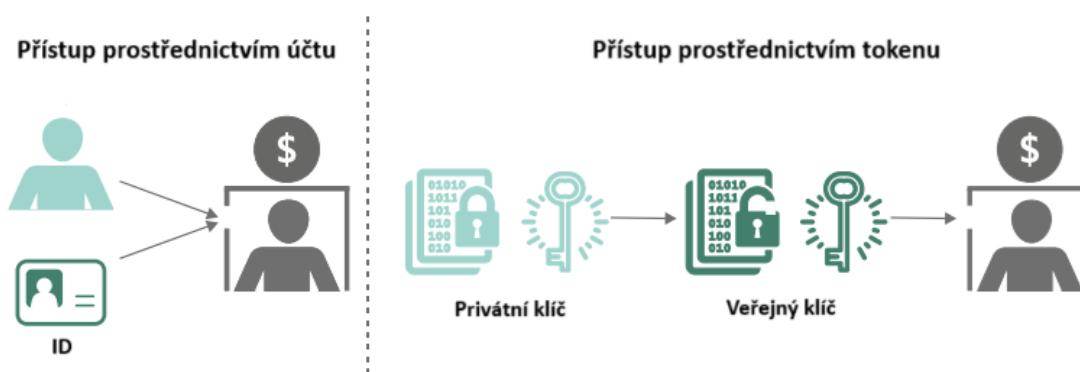 Přístup prostřednictvím účtu
Přístup prostřednictvím tokenu
$
$
01010
1011
101
010
100
010
01010
1011
101
010
100
010
Privátní klíč
Veřejný klíč
ID